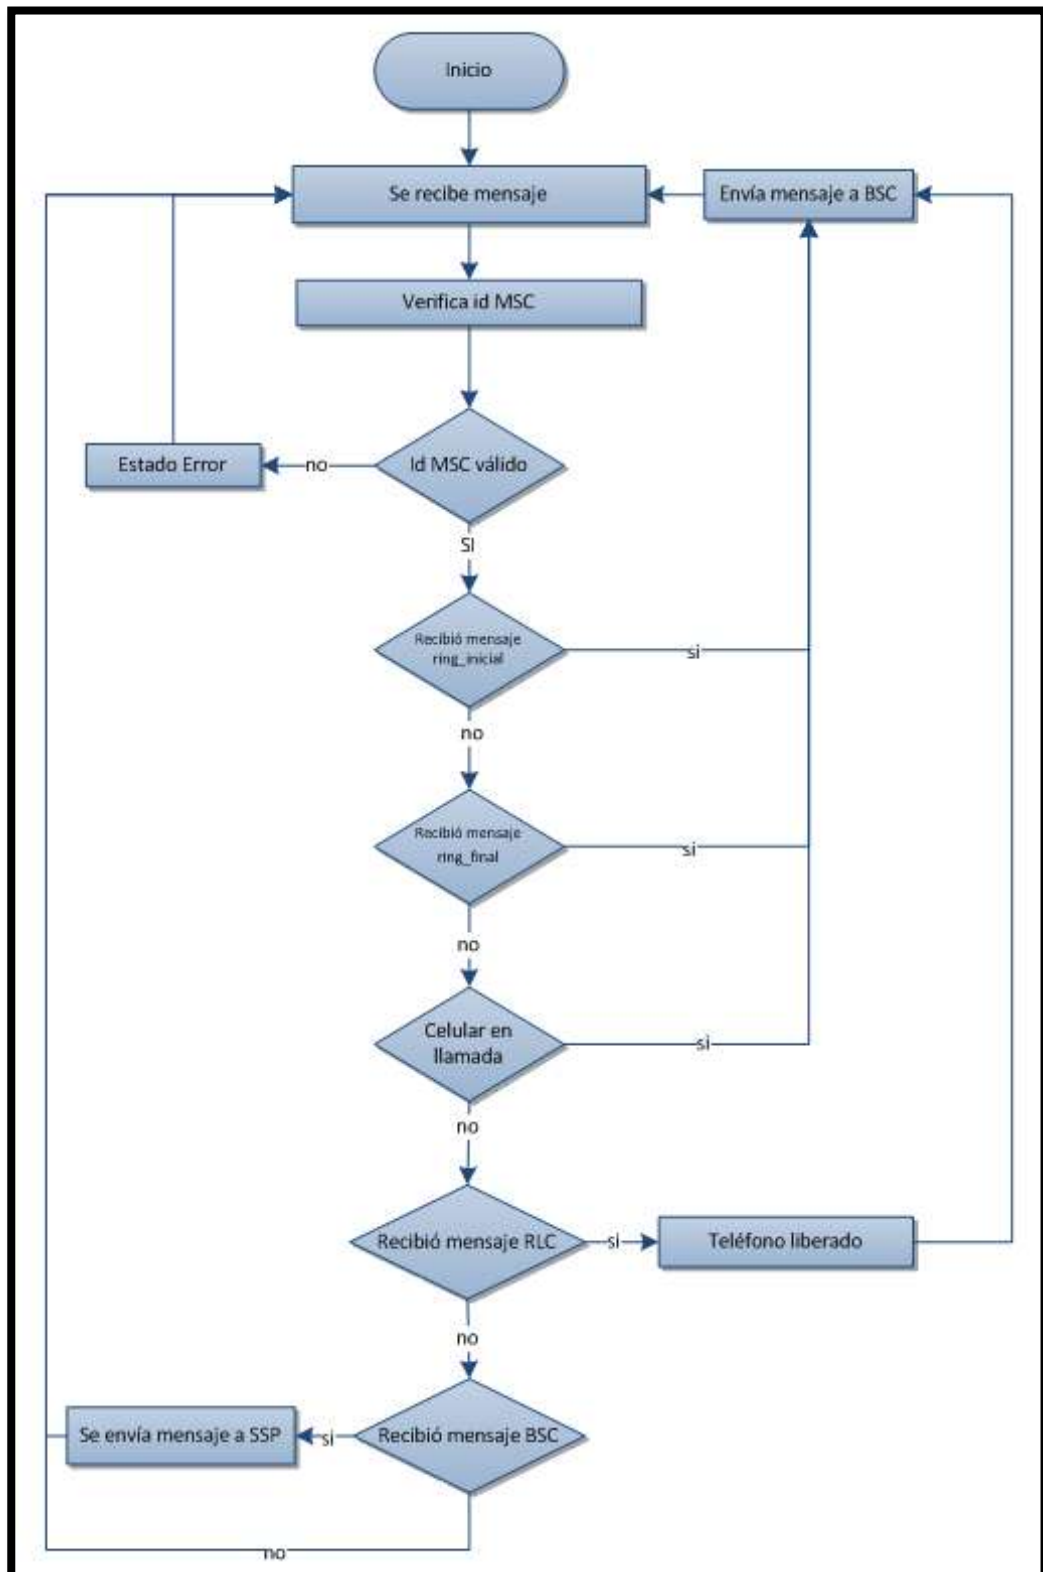 Inicio
Se recibe mensaje
Envía mensaje a BSC
Verifica id MSC
Id MSC válido
no
Estado Error
SI
Recibió mensaje
ring_inicial
si
no
Recibió mensaje
ring_final
si
no
Celular en
llamada
si
no
Recibió mensaje RLC
si
Teléfono liberado
no
Recibió mensaje BSC
si
Se envía mensaje a SSP
no